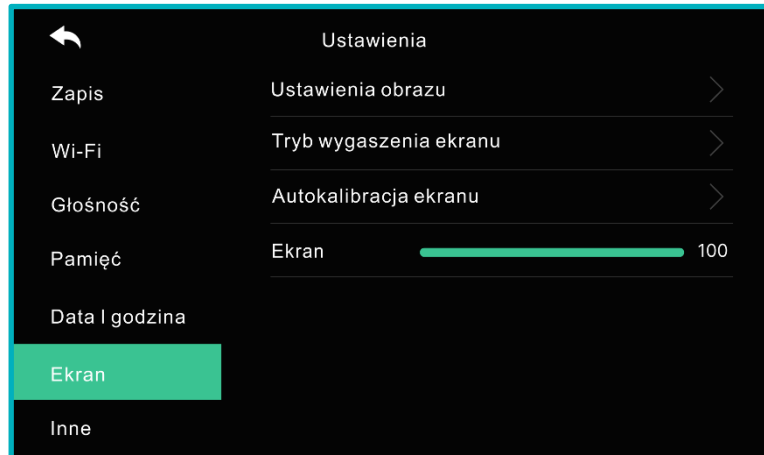 Ustawienia
Zapis
Wi-Fi
Głośność
Pamięć
Data I godzina
Ekran
Inne
Ustawienia obrazu
Tryb wygaszenia ekranu
Autokalibracja ekranu
Ekran 100